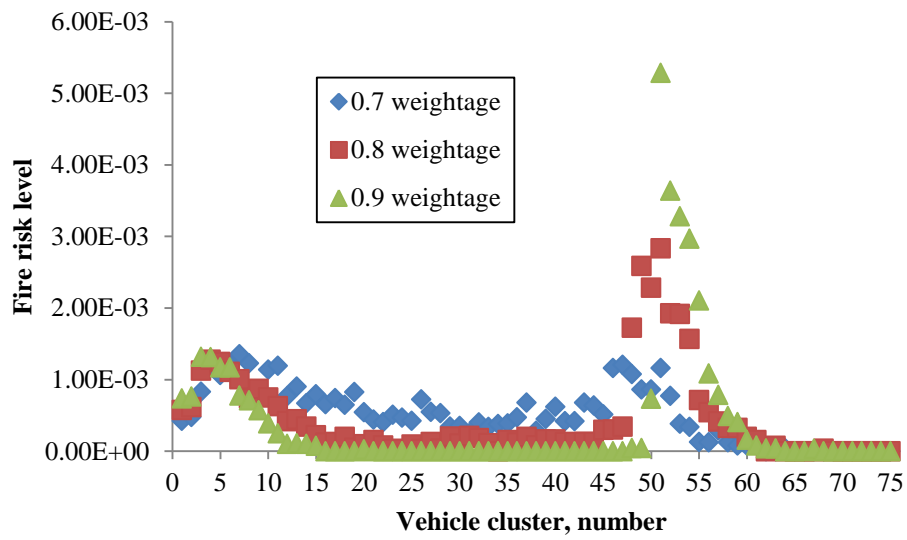 6.00E-03
5.00E-03
4.00E-03
3.00E-03
2.00E-03
1.00E-03
0.00E+00
Fire risk level
0.7 weightage
0.8 weightage
0.9 weightage
0 5 10 15 20 25 30 35 40 45 50 55 60 65 70 75
Vehicle cluster, number